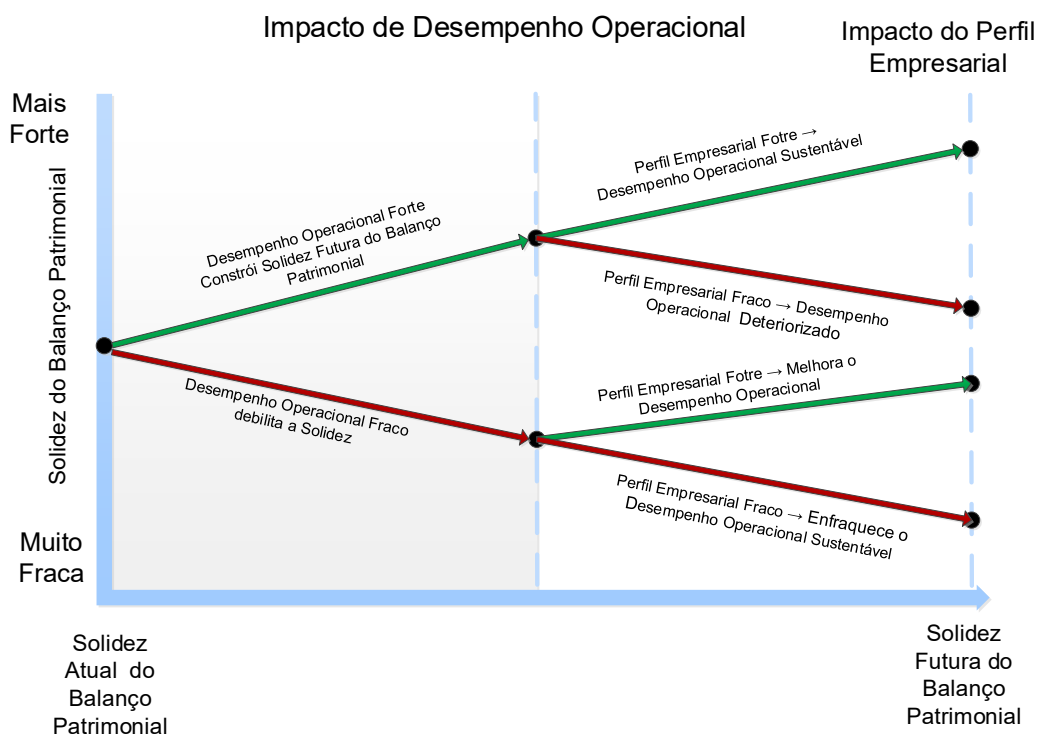 Impacto de Desempenho Operacional
Impacto do Perfil
Empresarial
Mais
Forte
Solidez do Balanço Patrimonial
Muito
Fraca
Desempenho Operacional Forte
Constrói Solidez Futura do Balanço
Patrimonial
Desempenho Operacional Fraco
debilita a Solidez
Perfil Empresarial Fotre →
Desempenho Operacional Sustentável
Perfil Empresarial Fraco → Desempenho
Operacional Deteriorizado
Perfil Empresarial Fotre → Melhora o
Desempenho Operacional
Perfil Empresarial Fraco → Enfraquece o
Desempenho Operacional Sustentável
Solidez
Atual do
Balanço
Patrimonial
Solidez
Futura do
Balanço
Patrimonial